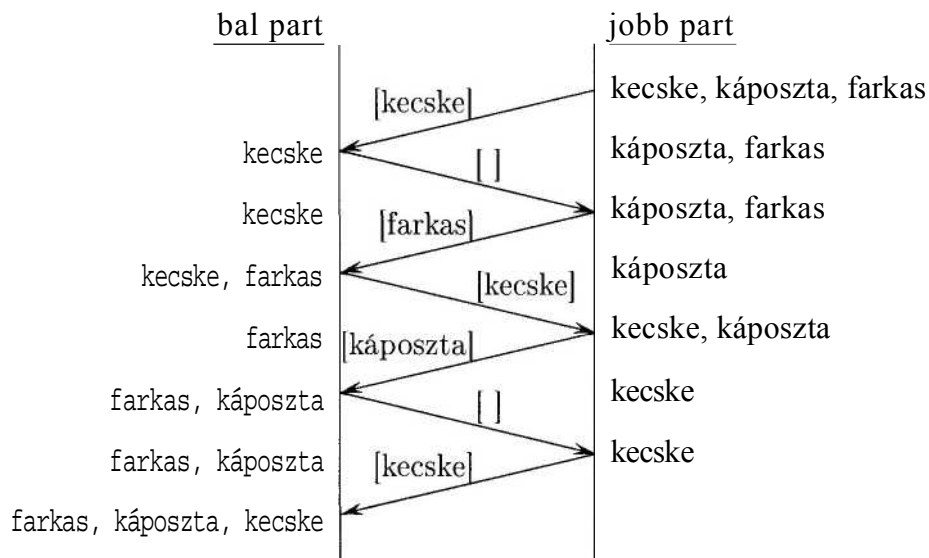 bal part jobb part
kecske, káposzta, farkas
[kecske]
kecske [ ] káposzta, farkas
kecske káposzta, farkas
[farkas]
kecske, farkas káposzta
[kecske]
farkas kecske, káposzta
[káposzta]
farkas, káposzta [ ] kecske
farkas, káposzta kecske
[kecske]
farkas, káposzta, kecske